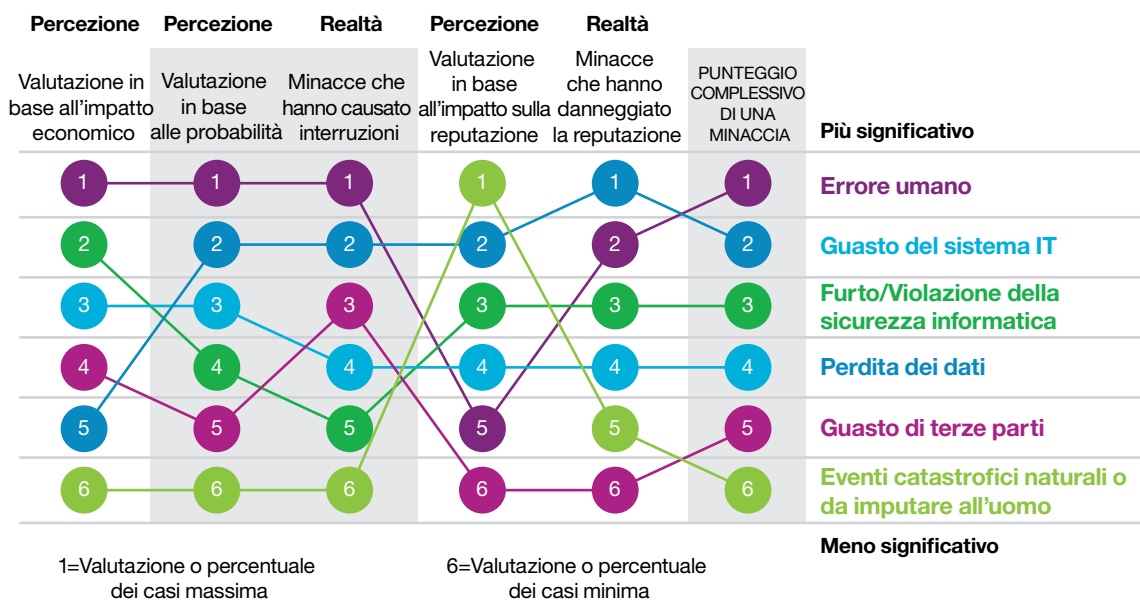 Percezione
Percezione
Realtà
Percezione
Realtà
Valutazione in
base all'impatto
economico
Valutazione
in base
alle probabilità
Minacce che
hanno causato
interruzioni
Valutazione
in base
all'impatto sulla
reputazione
Minacce
che hanno
danneggiato
la reputazione
PUNTEGGIO
COMPLESSIVO
DI UNA
MINACCIA
Più significativo
1 1 1 1 1 1
Errore umano
2 2 2 2 2 2
Guasto del sistema IT
3 3 3 3 3 3
Furto/Violazione della
sicurezza informatica
4 4 4 4 4 4
Perdita dei dati
5 5 5 5 5 5
Guasto di terze parti
6 6 6 6 6 6
Eventi catastrofici naturali o
da imputare all'uomo
Meno significativo
1=Valutazione o percentuale
dei casi massima
6=Valutazione o percentuale
dei casi minima